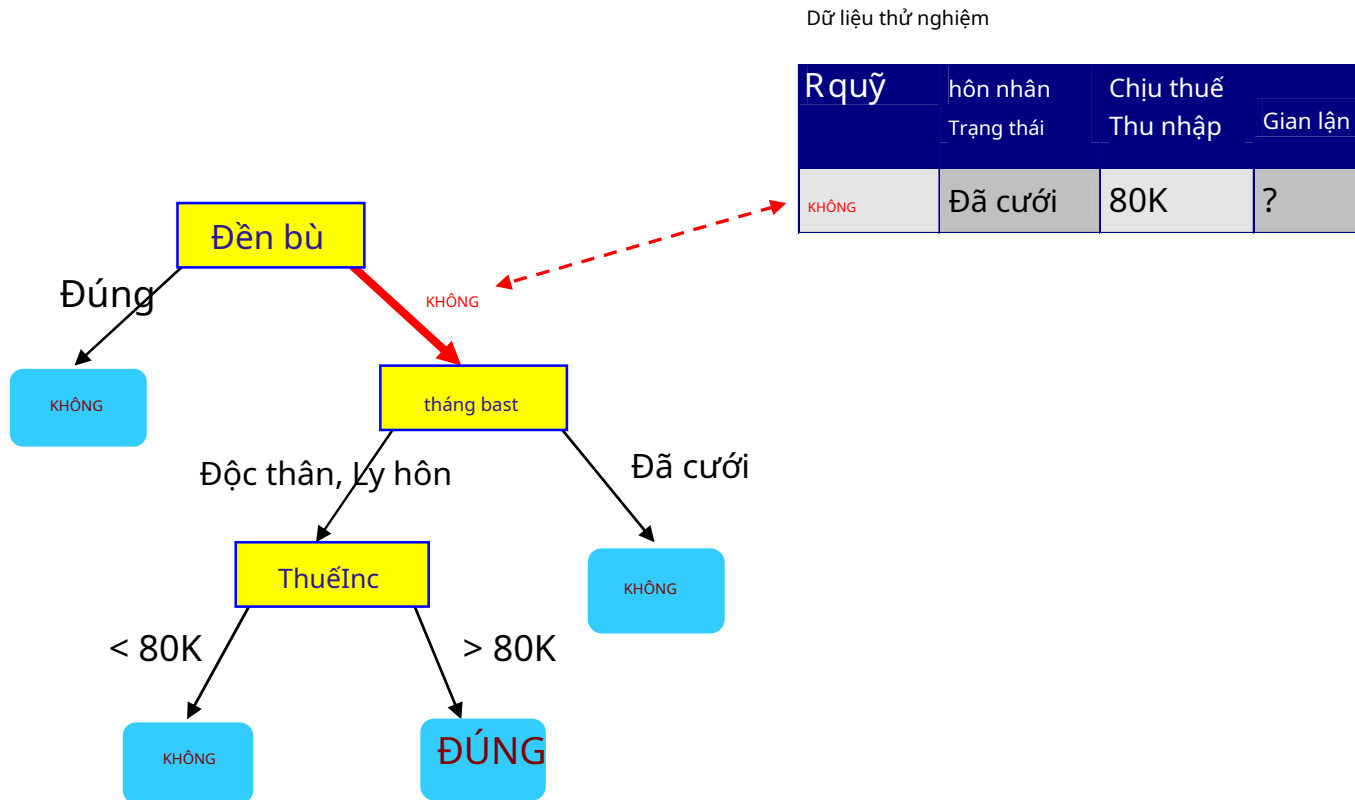 Dữ liệu thử nghiệm
R quỹ
hôn nhân
Trạng thái
Chịu thuế
Thu nhập
Gian lận
KHÔNG
Đã cưới
80K
?
Đền bù
Đúng
KHÔNG
KHÔNG
tháng bast
Độc thân, Ly hôn
Đã cưới
ThuếInc
KHÔNG
< 80K
> 80K
KHÔNG
ĐÚNG